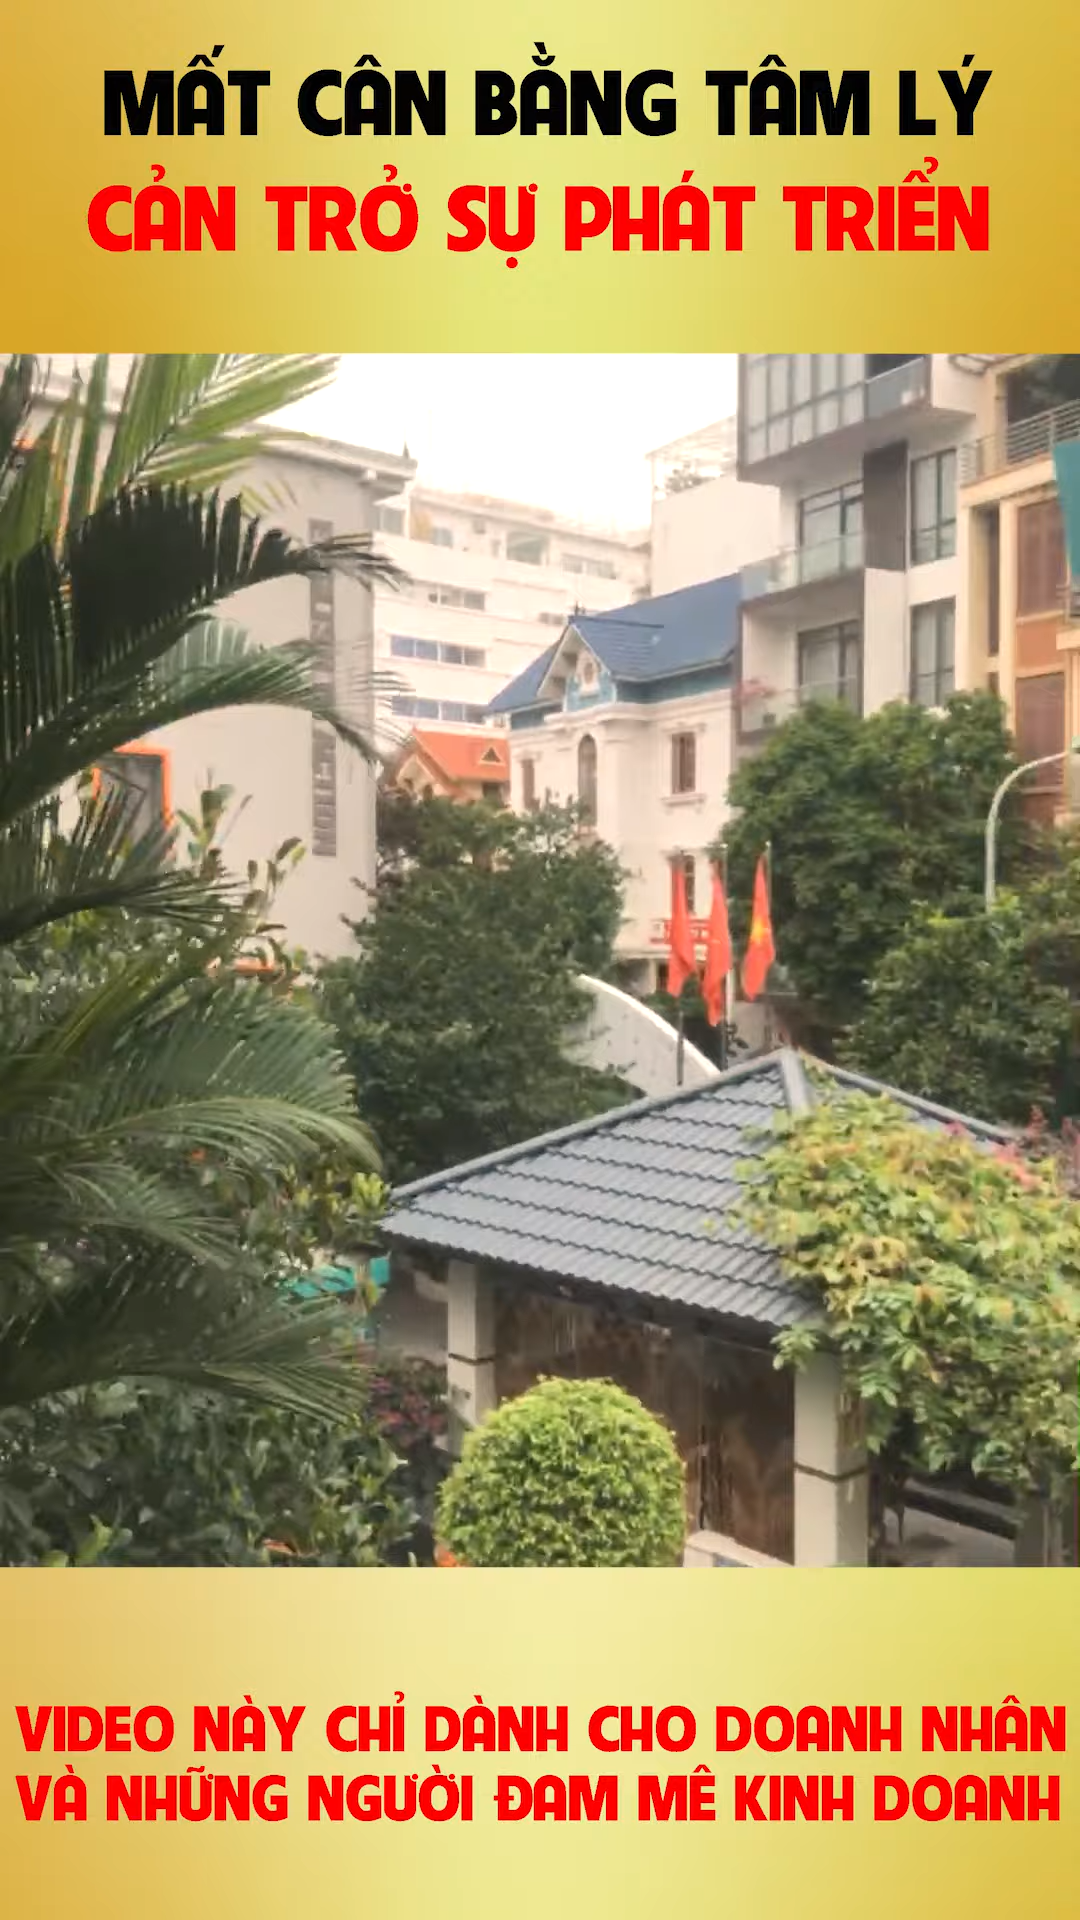 MẤT CÂN BẰNG TÂM LÝ
CẢN TRỞ SỰ PHÁT TRIỂN
VIDEO NÀY CHỈ DÀNH CHO DOANH NHÂN
VÀ NHỮNG NGƯỜI ĐAM MÊ KINH DOANH